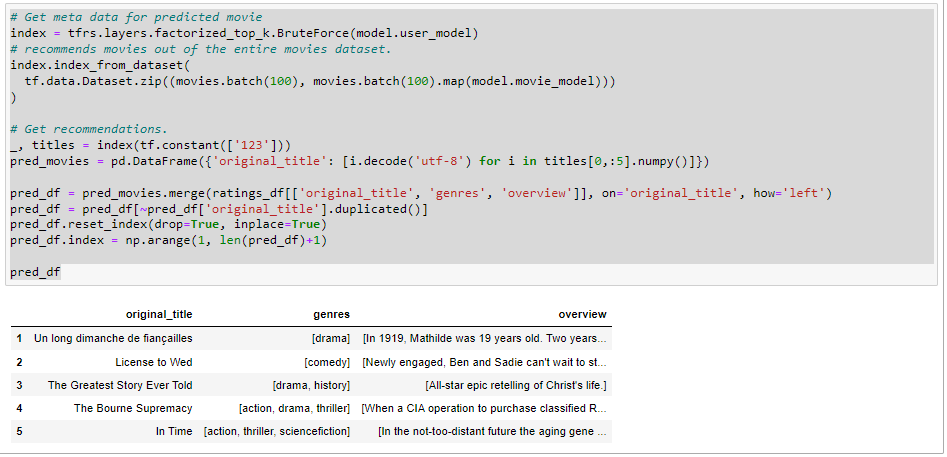 # Get meta data for predicted movie
index = tfrs.layers.factorized_top_k.BruteForce(model.user_model)
# recommends movies out of the entire movies dataset.
index.index_from_dataset(
  tf.data.Dataset.zip((movies.batch(100), movies.batch(100).map(model.movie_model)))
)
# Get recommendations.
_, titles = index(tf.constant(['123']))
pred_movies = pd.DataFrame({'original_title': [i.decode('utf-8') for i in titles[0,:5].numpy()]})
pred_df = pred_movies.merge(ratings_df[['original_title', 'genres', 'overview']], on='original_title', how='left')
pred_df = pred_df[~pred_df['original_title'].duplicated()]
pred_df.reset_index(drop=True, inplace=True)
pred_df.index = np.arange(1, len(pred_df)+1)
pred_df
original_title genres overview
1 Un long dimanche de fiançailles [drama] [In 1919, Mathilde was 19 years old. Two years...
2 License to Wed [comedy] [Newly engaged, Ben and Sadie can't wait to st...
3 The Greatest Story Ever Told [drama, history] [All-star epic retelling of Christ's life.]
4 The Bourne Supremacy [action, drama, thriller] [When a CIA operation to purchase classified R...
5 In Time [action, thriller, sciencefiction] [In the not-too-distant future the aging gene ...